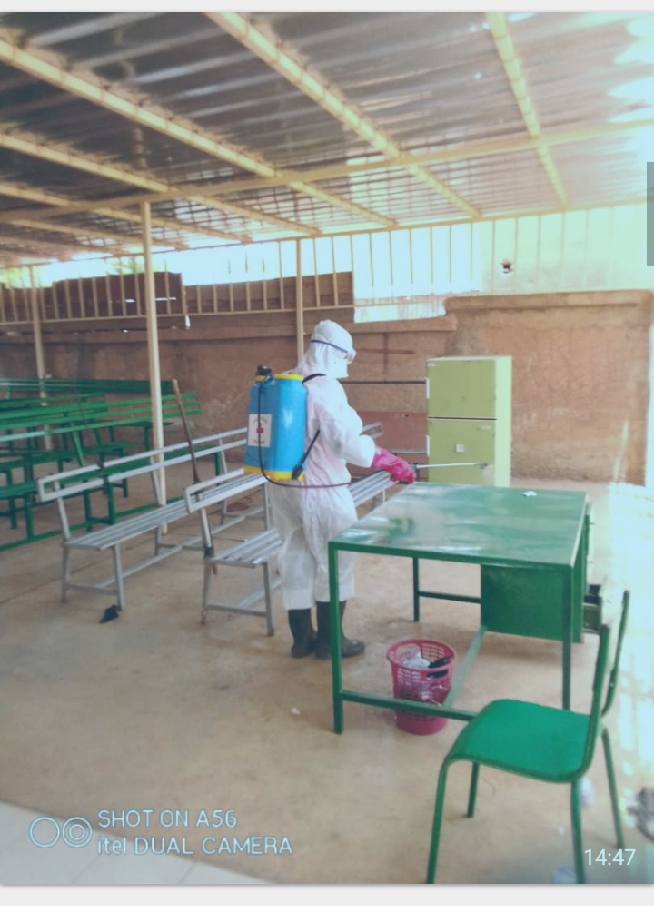 SHOT ON A56
itel DUAL CAMERA
14:47